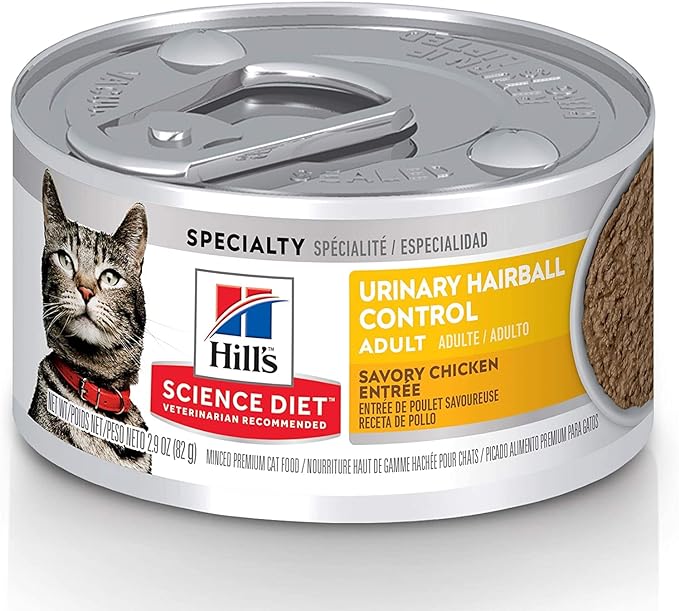 SEALED
SPECIALTY SPÉCIALITÉ / ESPECIALIDAD
Hill's™
SCIENCE DIET™
VETERINARIAN RECOMMENDED
URINARY HAIRBALL
CONTROL
ADULT ADULTE / ADULTO
SAVORY CHICKEN
ENTRÉE
ENTRÉE DE POULET SAVOUREUSE
RECETA DE POLLO
NET WT/POIDS NET/PESO NETO 2.9 OZ (82 g)
MINCED PREMIUM CAT FOOD / NOURRITURE HAUT DE GAMME HACHÉE POUR CHATS / PICADO ALIMENTO PREMIUM PARA GATOS